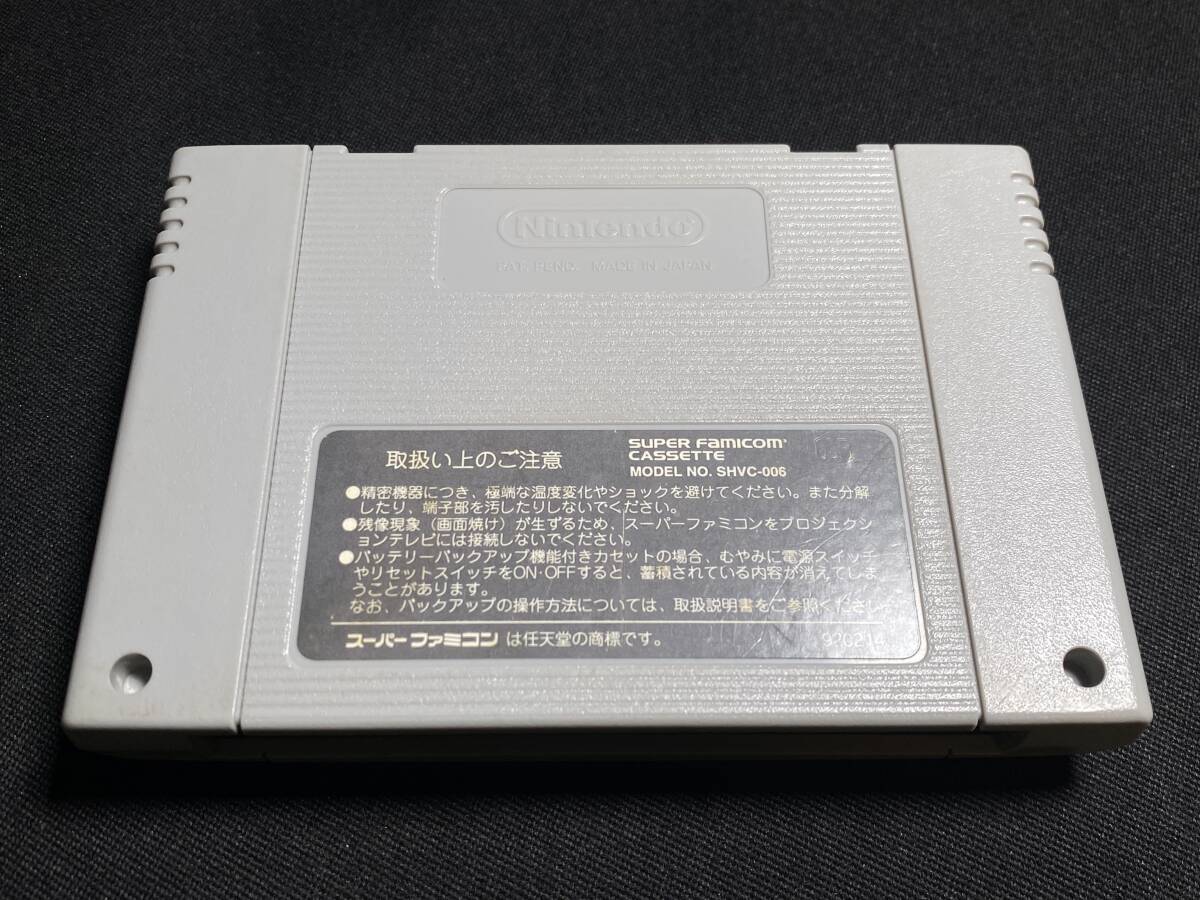 Nintendo®
PAT. PEND. MADE IN JAPAN
取扱い上のご注意
SUPER FAMICOM®
CASSETTE
MODEL NO. SHVC-006
●精密機器につき、極端な温度変化やショックを避けてください。また分解
したり、端子部を汚したりしないでください。
●残像現象（画面焼け）が生ずるため、スーパーファミコンをプロジェクシ
ョンテレビには接続しないでください。
●バッテリーバックアップ機能付きカセットの場合、むやみに電源スイッチ
やリセットスイッチをON・OFFすると、蓄積されている内容が消えてしま
うことがあります。
なお、バックアップの操作方法については、取扱説明書をご参照ください
スーパーファミコン は任天堂の商標です。
920214